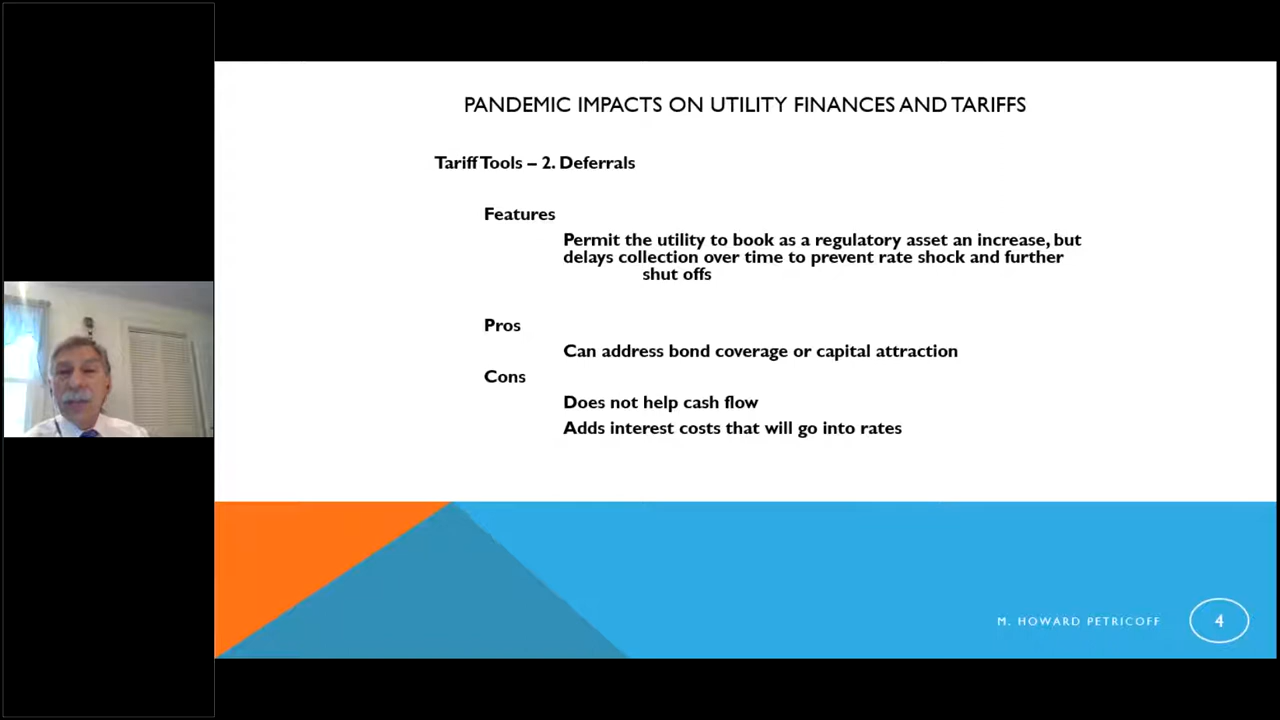 PANDEMIC IMPACTS ON UTILITY FINANCES AND TARIFFS
Tariff Tools – 2. Deferrals
Features
Permit the utility to book as a regulatory asset an increase, but
delays collection over time to prevent rate shock and further
shut offs
Pros
Can address bond coverage or capital attraction
Cons
Does not help cash flow
Adds interest costs that will go into rates
M. HOWARD PETRICOFF
4